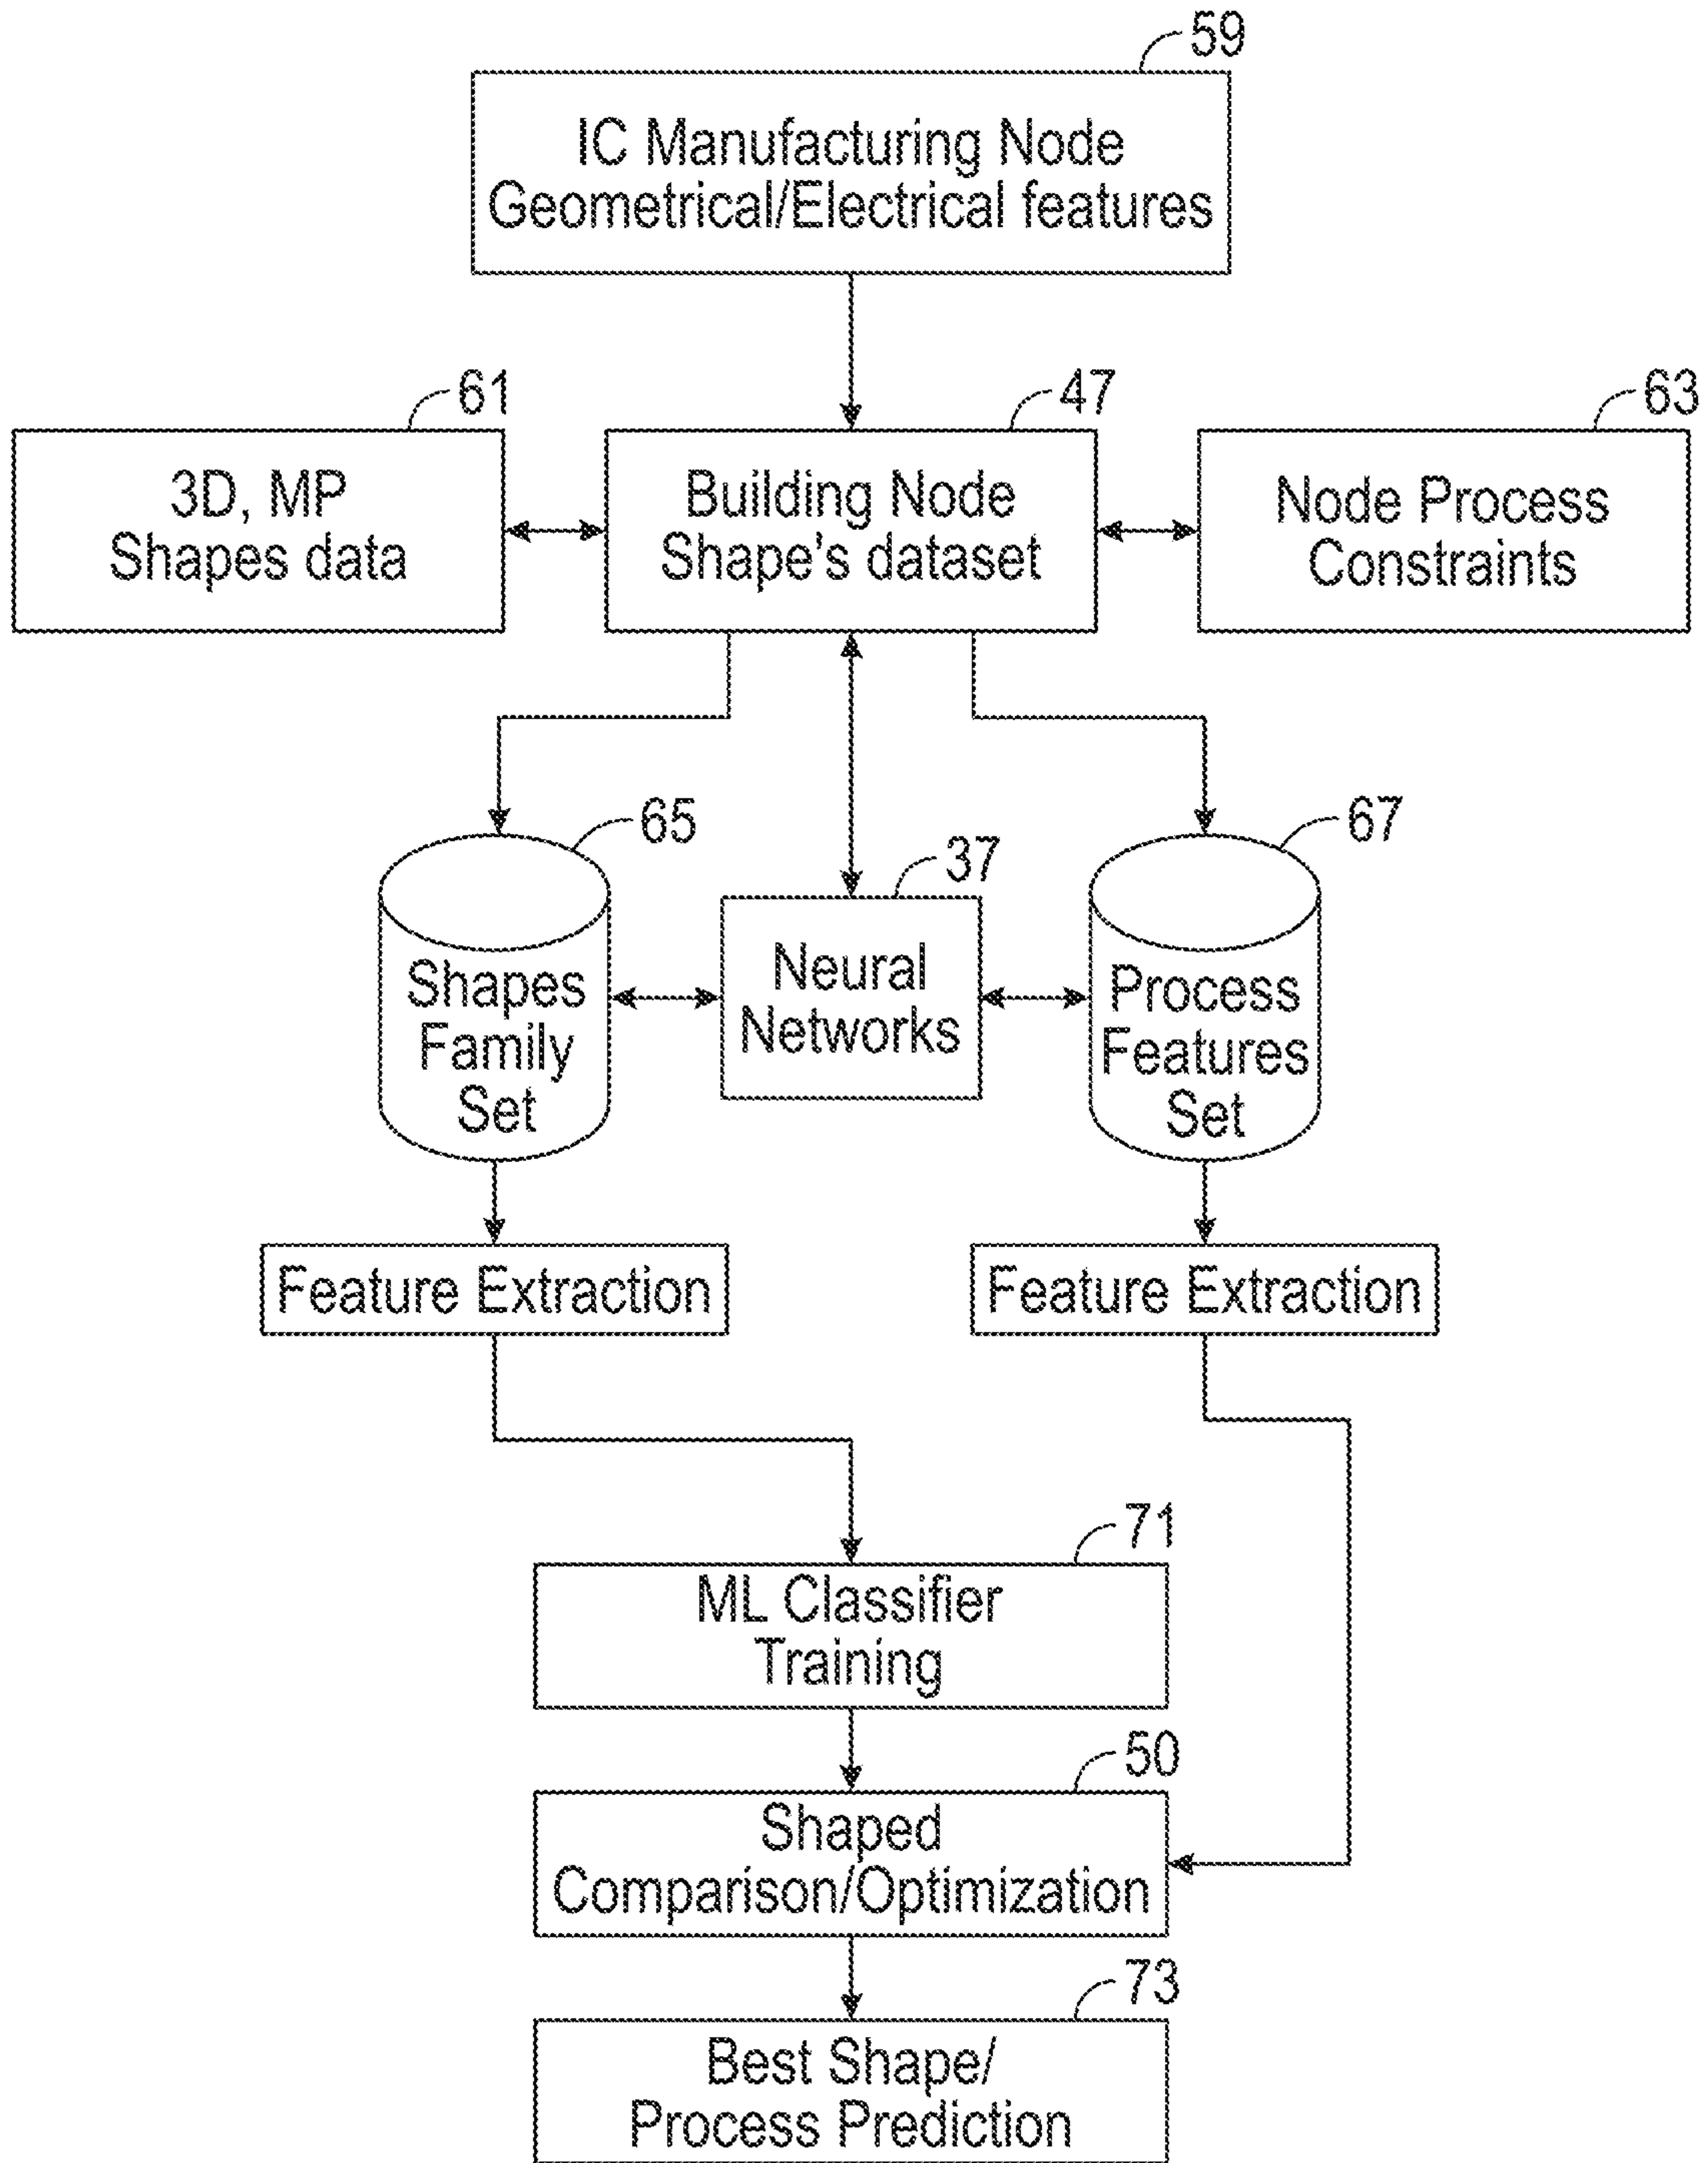 59
IC Manufacturing Node
Geometrical/Electrical features
61
47
63
3D, MP
Shapes data
Building Node
Shape's dataset
Node Process
Constraints
65
37
67
Shapes
Family
Set
Neural
Networks
Process
Features
Set
Feature Extraction
Feature Extraction
71
ML Classifier
Training
50
Shaped
Comparison/Optimization
73
Best Shape/
Process Prediction